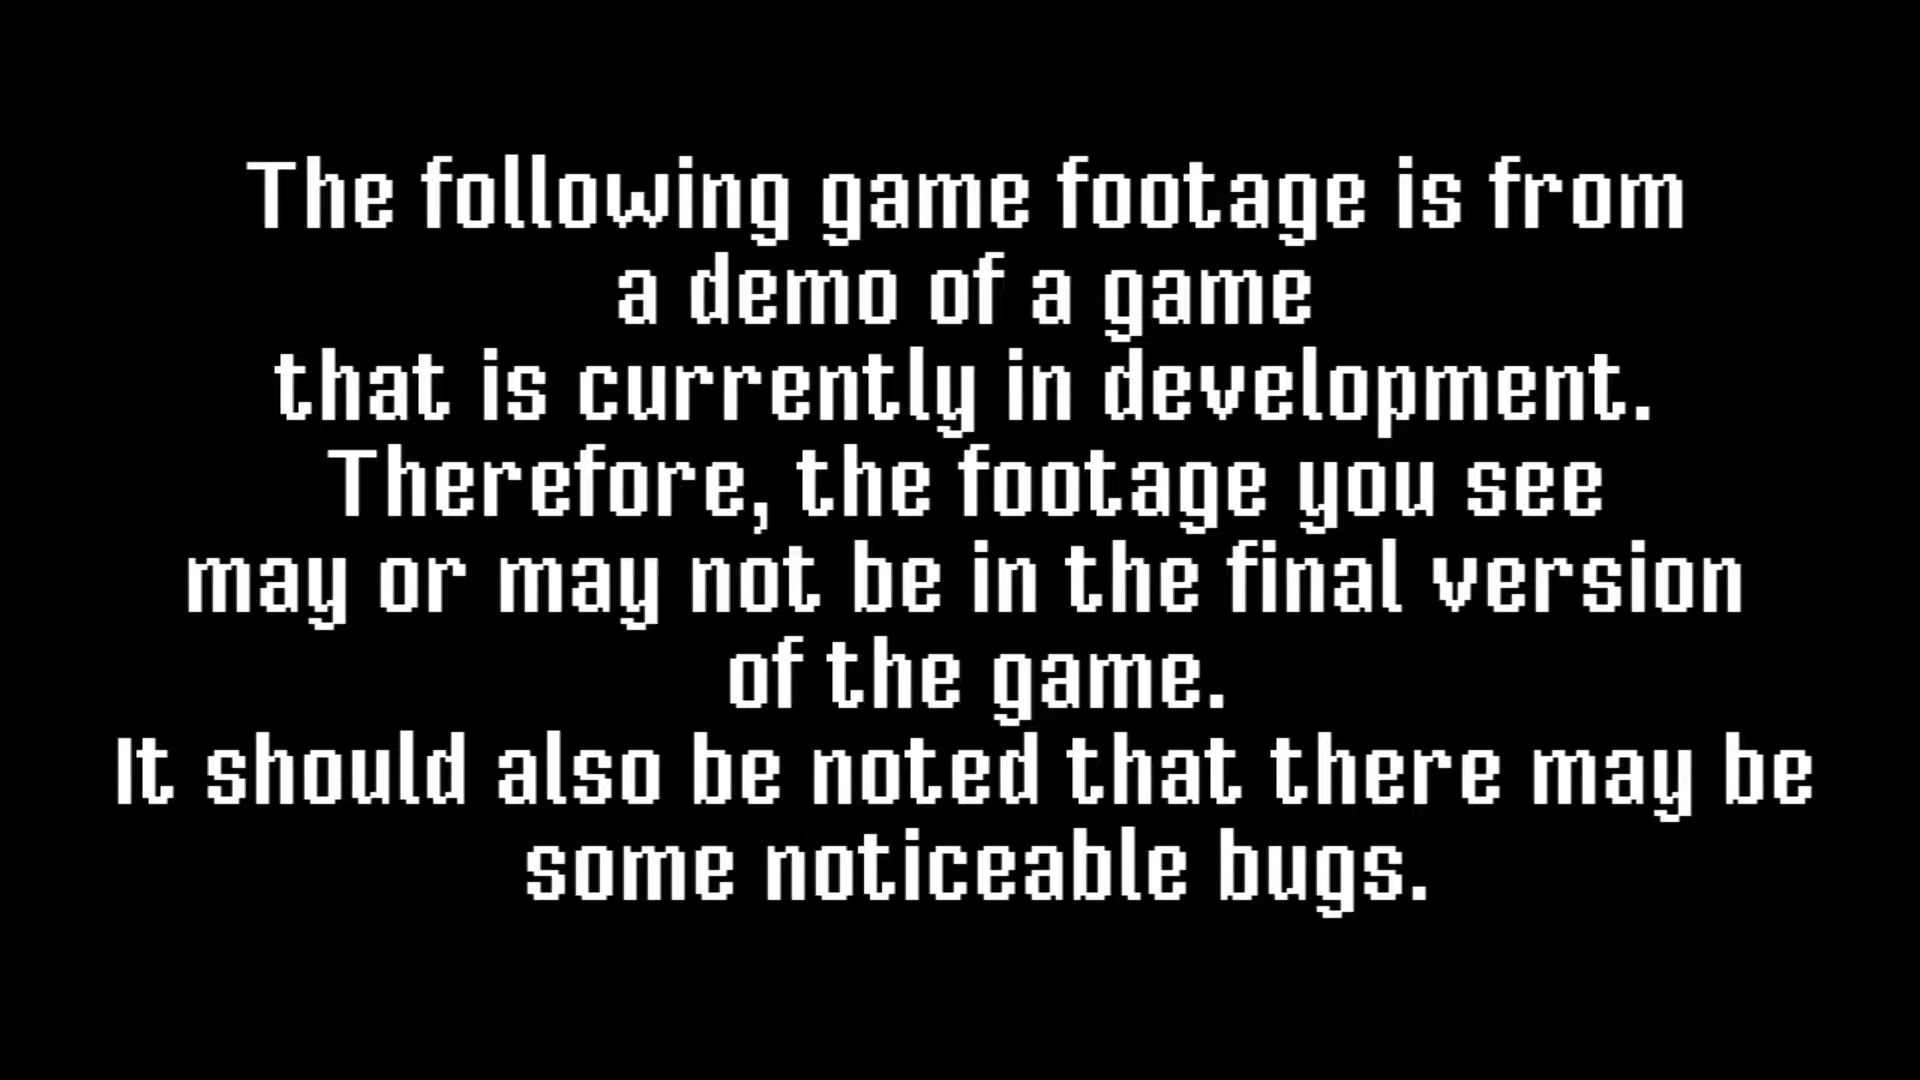 The following game footage is from
a demo of a game
that is currently in development.
Therefore, the footage you see
may or may not be in the final version
of the game.
It should also be noted that there may be
some noticeable bugs.